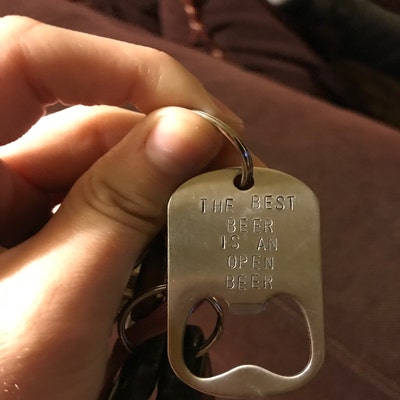 THE BEST
BEER
IS AN
OPEN
BEER